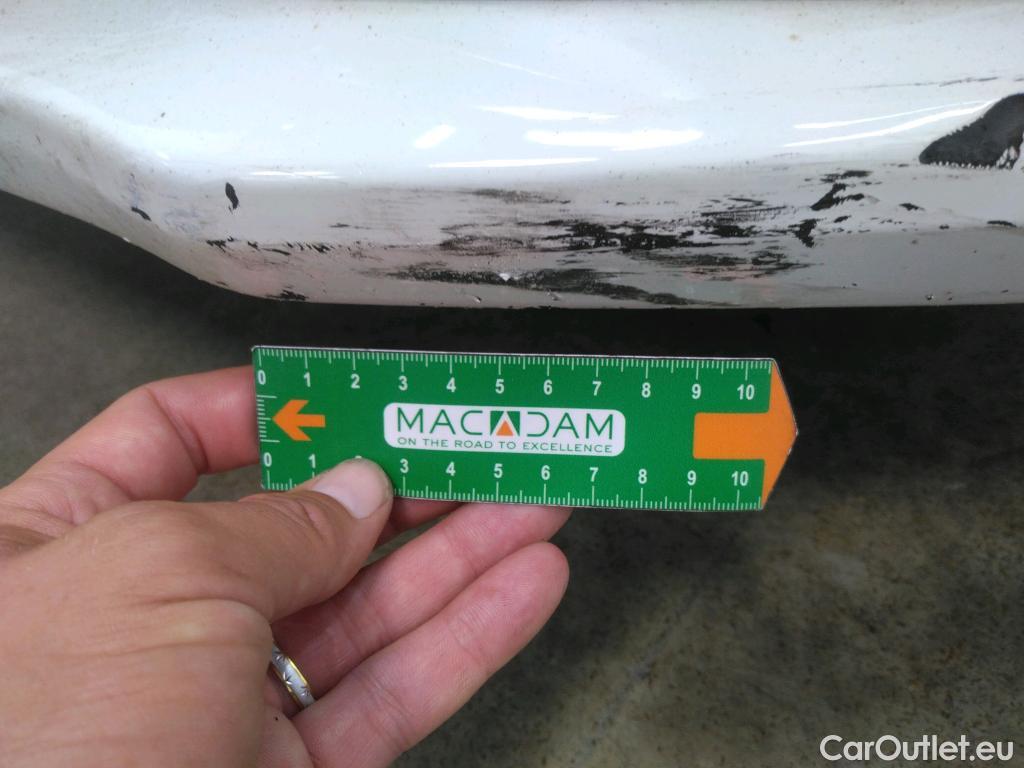 0 1 2 3 4 5 6 7 8 9 10
MACADAM
ON THE ROAD TO EXCELLENCE
0 1 3 4 5 6 7 8 9 10
CarOutlet.eu